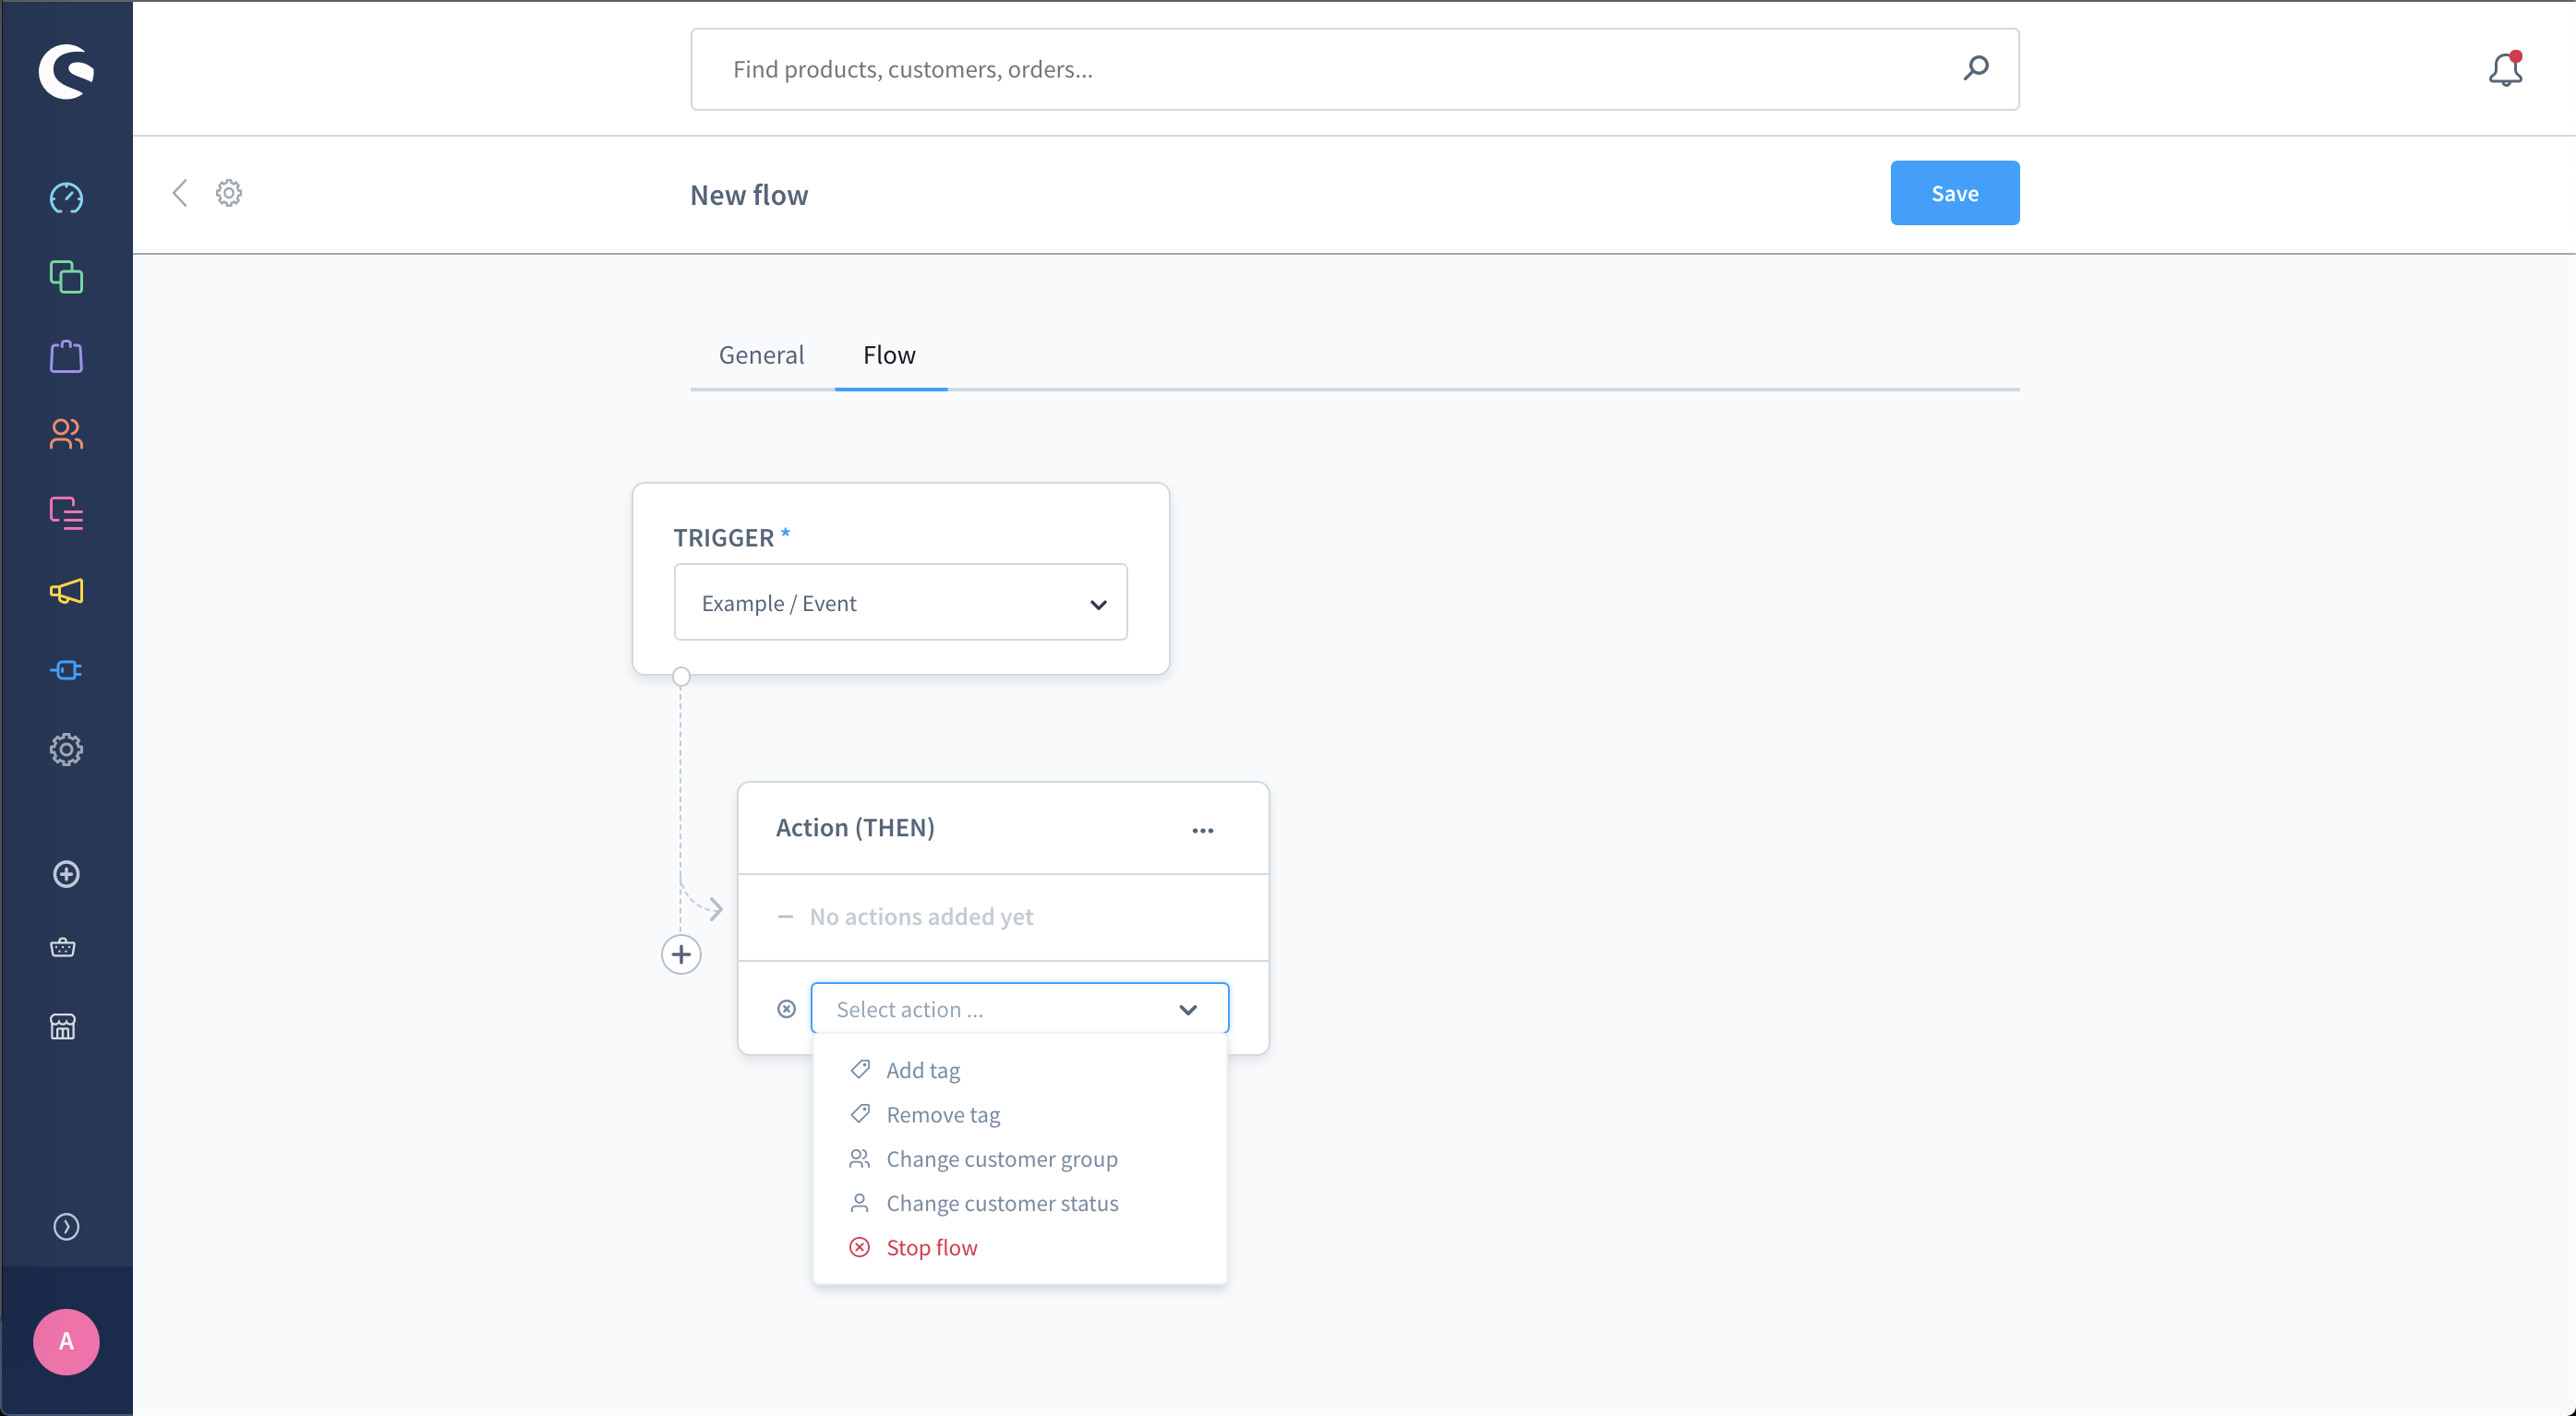 Find products, customers, orders...
New flow
Save
General
Flow
TRIGGER *
Example / Event
Action (THEN)
No actions added yet
Select action ...
Add tag
Remove tag
Change customer group
Change customer status
Stop flow
A